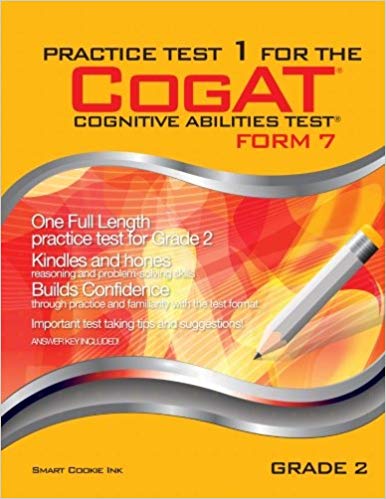 PRACTICE TEST 1 FOR THE
COGAT®
COGNITIVE ABILITIES TEST®
FORM 7
One Full Length
practice test for Grade 2
Kindles and hones
reasoning and problem-solving skills
Builds Confidence
through practice and familiarity with the test format
Important test taking tips and suggestions!
ANSWER KEY INCLUDED!
SMART COOKIE INK
GRADE 2